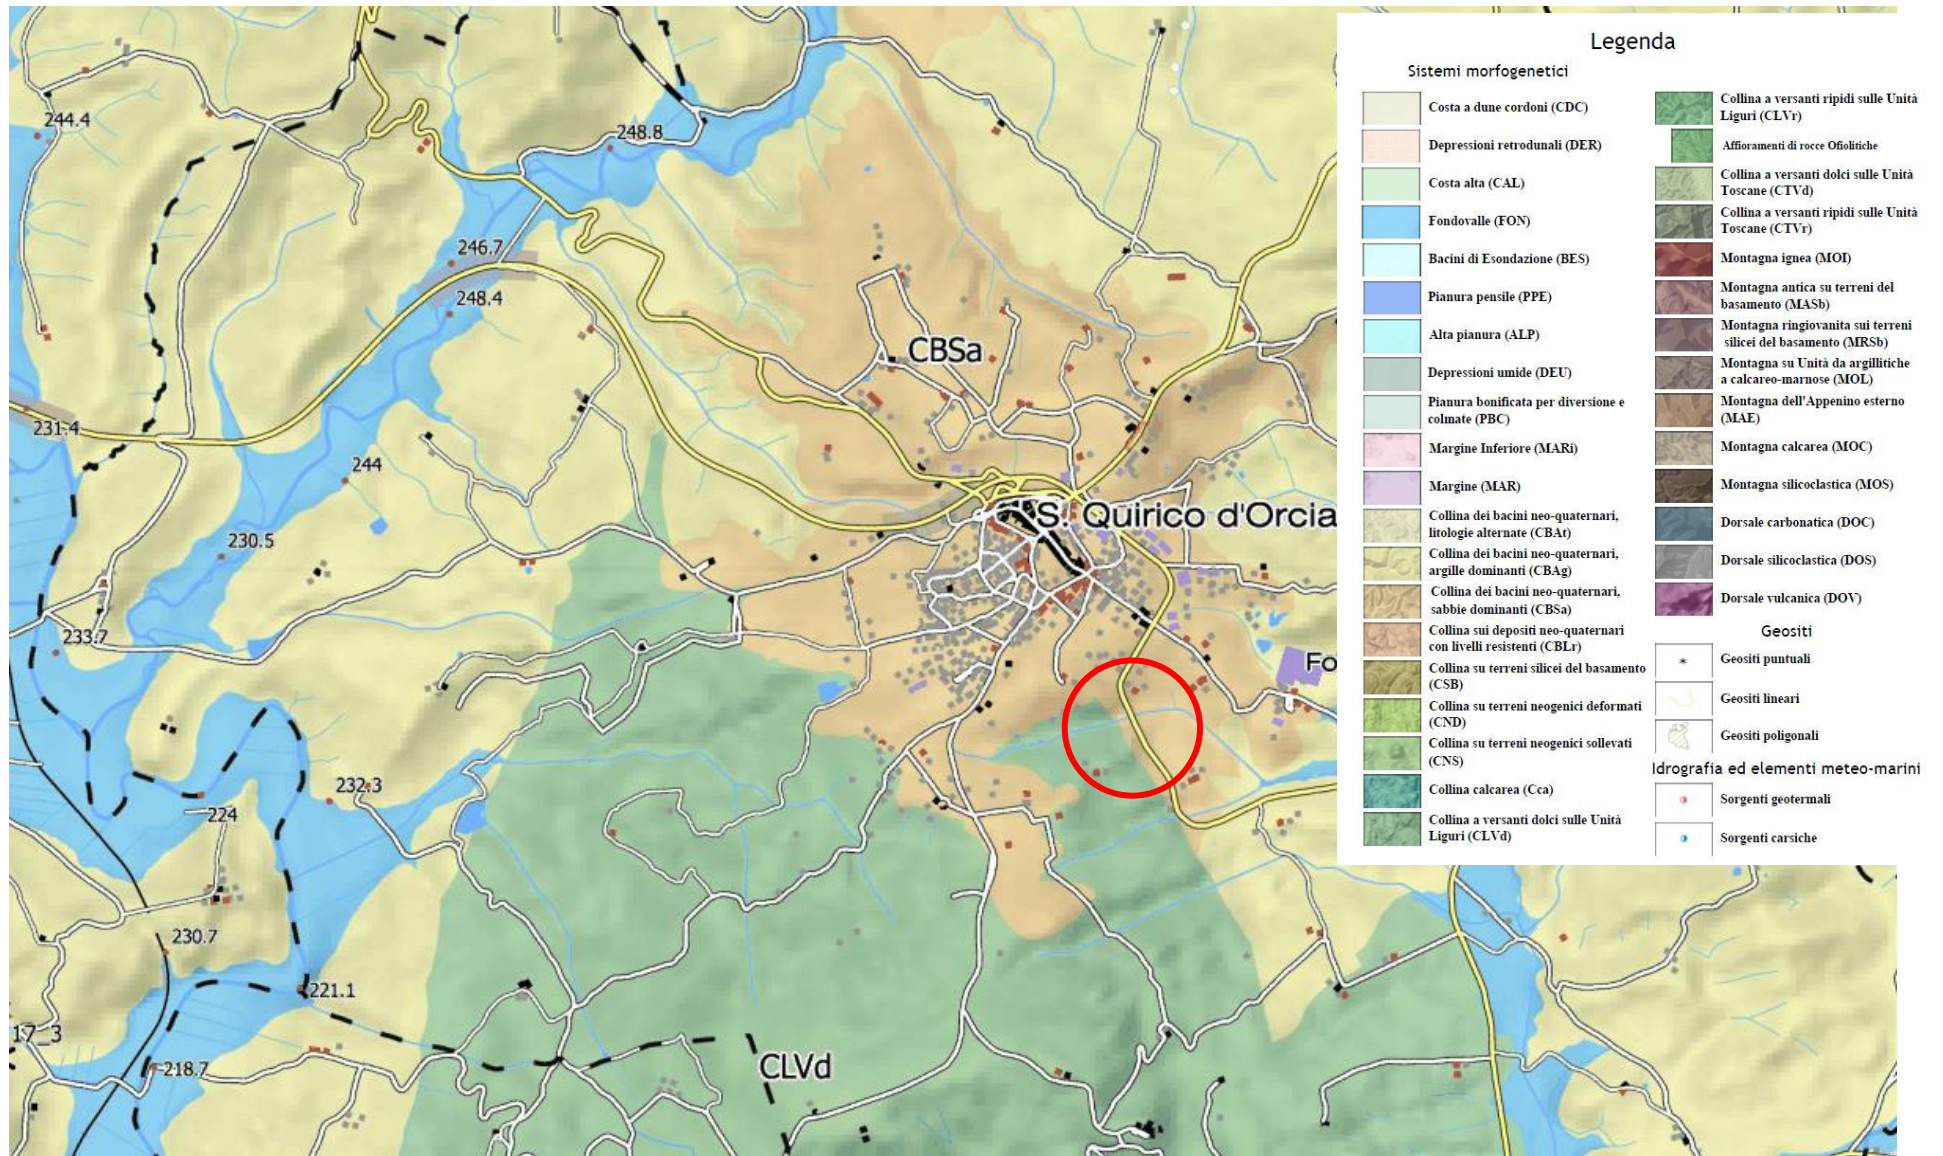 244.4
248.8
246.7
248.4
CBSa
231.4
244
S. Quirico d'Orcia
230.5
233.7
Fo
232.3
224
230.7
221.1
17_3
218.7
CLVd
Legenda
Sistemi morfogenetici
Costa a dune cordoni (CDC)
Depressioni retrodunali (DER)
Costa alta (CAL)
Fondovalle (FON)
Bacini di Esondazione (BES)
Pianura pensile (PPE)
Alta pianura (ALP)
Depressioni umide (DEU)
Pianura bonificata per diversione e
colmate (PBC)
Margine Inferiore (MARi)
Margine (MAR)
Collina dei bacini neo-quaternari,
litologie alternate (CBAt)
Collina dei bacini neo-quaternari,
argille dominanti (CBAg)
Collina dei bacini neo-quaternari,
sabbie dominanti (CBSa)
Collina sui depositi neo-quaternari
con livelli resistenti (CBLr)
Collina su terreni silicei del basamento
(CSB)
Collina su terreni neogenici deformati
(CND)
Collina su terreni neogenici sollevati
(CNS)
Collina calcarea (Cca)
Collina a versanti dolci sulle Unità
Liguri (CLVd)
Collina a versanti ripidi sulle Unità
Liguri (CLVr)
Affioramenti di rocce Ofiolitiche
Collina a versanti dolci sulle Unità
Toscane (CTVd)
Collina a versanti ripidi sulle Unità
Toscane (CTVr)
Montagna ignea (MOI)
Montagna antica su terreni del
basamento (MASb)
Montagna ringiovanita sui terreni
silicei del basamento (MRSb)
Montagna su Unità da argillitiche
a calcareo-marnose (MOL)
Montagna dell'Appenino esterno
(MAE)
Montagna calcarea (MOC)
Montagna silicoclastica (MOS)
Dorsale carbonatica (DOC)
Dorsale silicoclastica (DOS)
Dorsale vulcanica (DOV)
Geositi
Geositi puntuali
Geositi lineari
Geositi poligonali
Idrografia ed elementi meteo-marini
Sorgenti geotermali
Sorgenti carsiche